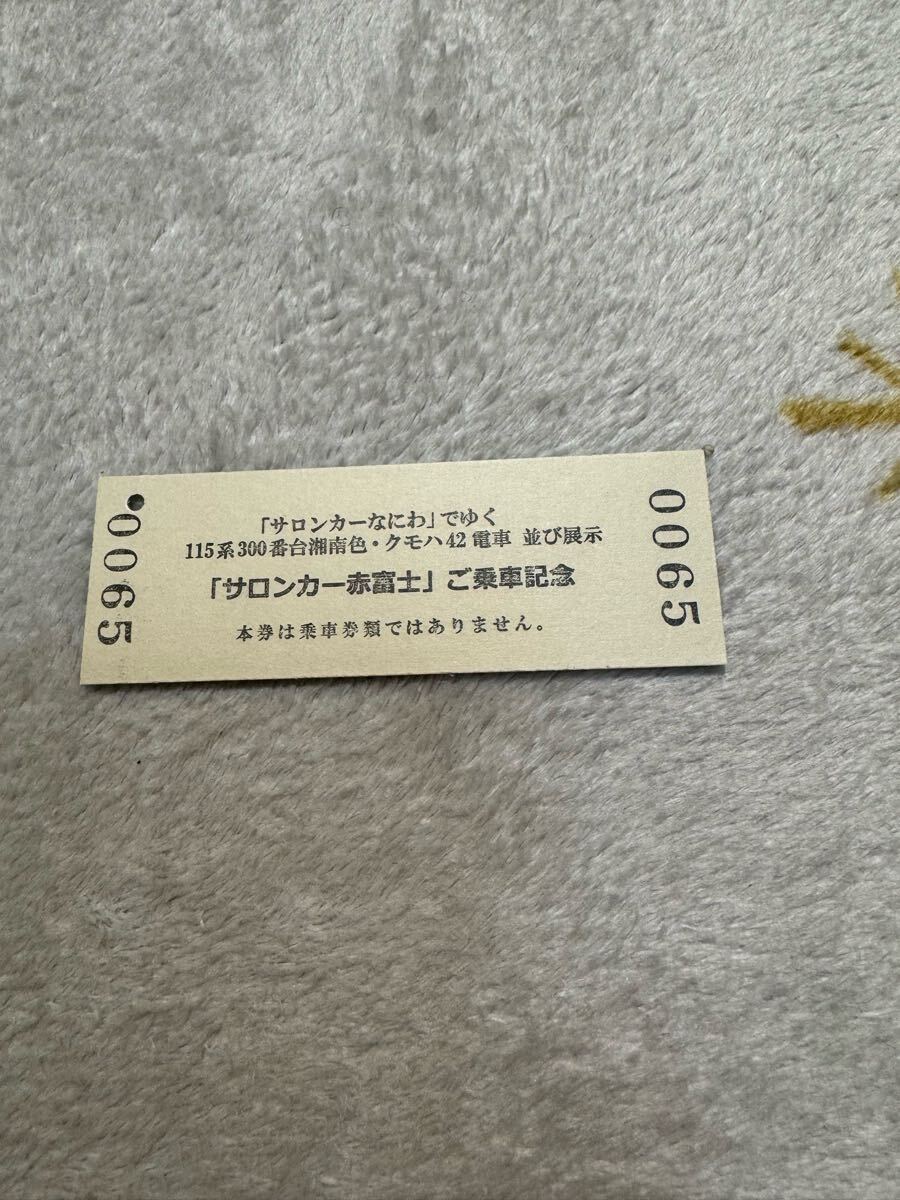 ●0065
「サロンカーなにわ」でゆく
115系300番台湘南色・クモハ42電車 並び展示
「サロンカー赤富士」ご乗車記念
本券は乗車券類ではありません。
0065